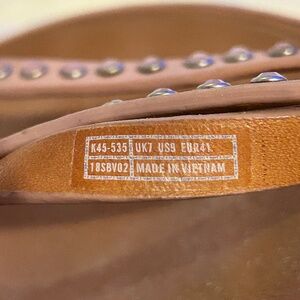 K45-535 UK7 US9 EUR41
18SBV02 MADE IN VIETNAM